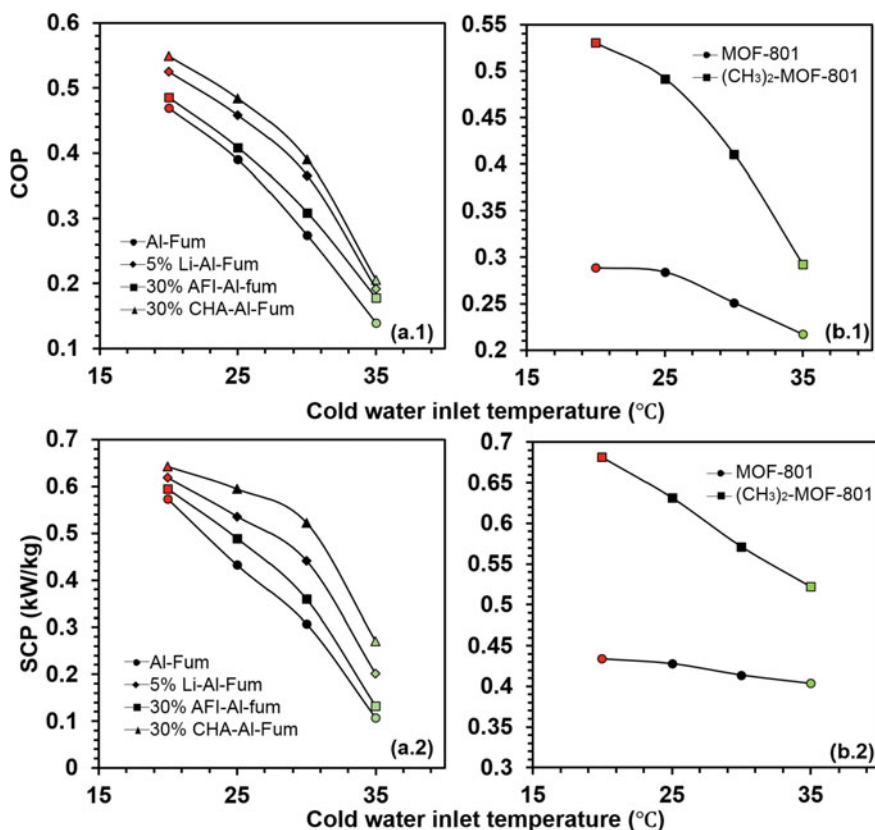 0.6
0.5
0.4
0.3
0.2
0.1
COP
Al-Fum
5% Li-Al-Fum
30% AFI-Al-fum
30% CHA-Al-Fum
(a.1)
15 25 35
0.55
0.5
0.45
0.4
0.35
0.3
0.25
0.2
MOF-801
(CH₃)₂-MOF-801
(b.1)
15 25 35
Cold water inlet temperature (°C)
0.7
0.6
0.5
0.4
0.3
0.2
0.1
0
SCP (kW/kg)
Al-Fum
5% Li-Al-Fum
30% AFI-Al-fum
30% CHA-Al-Fum
(a.2)
15 25 35
0.7
0.65
0.6
0.55
0.5
0.45
0.4
0.35
0.3
MOF-801
(CH₃)₂-MOF-801
(b.2)
15 25 35
Cold water inlet temperature (°C)